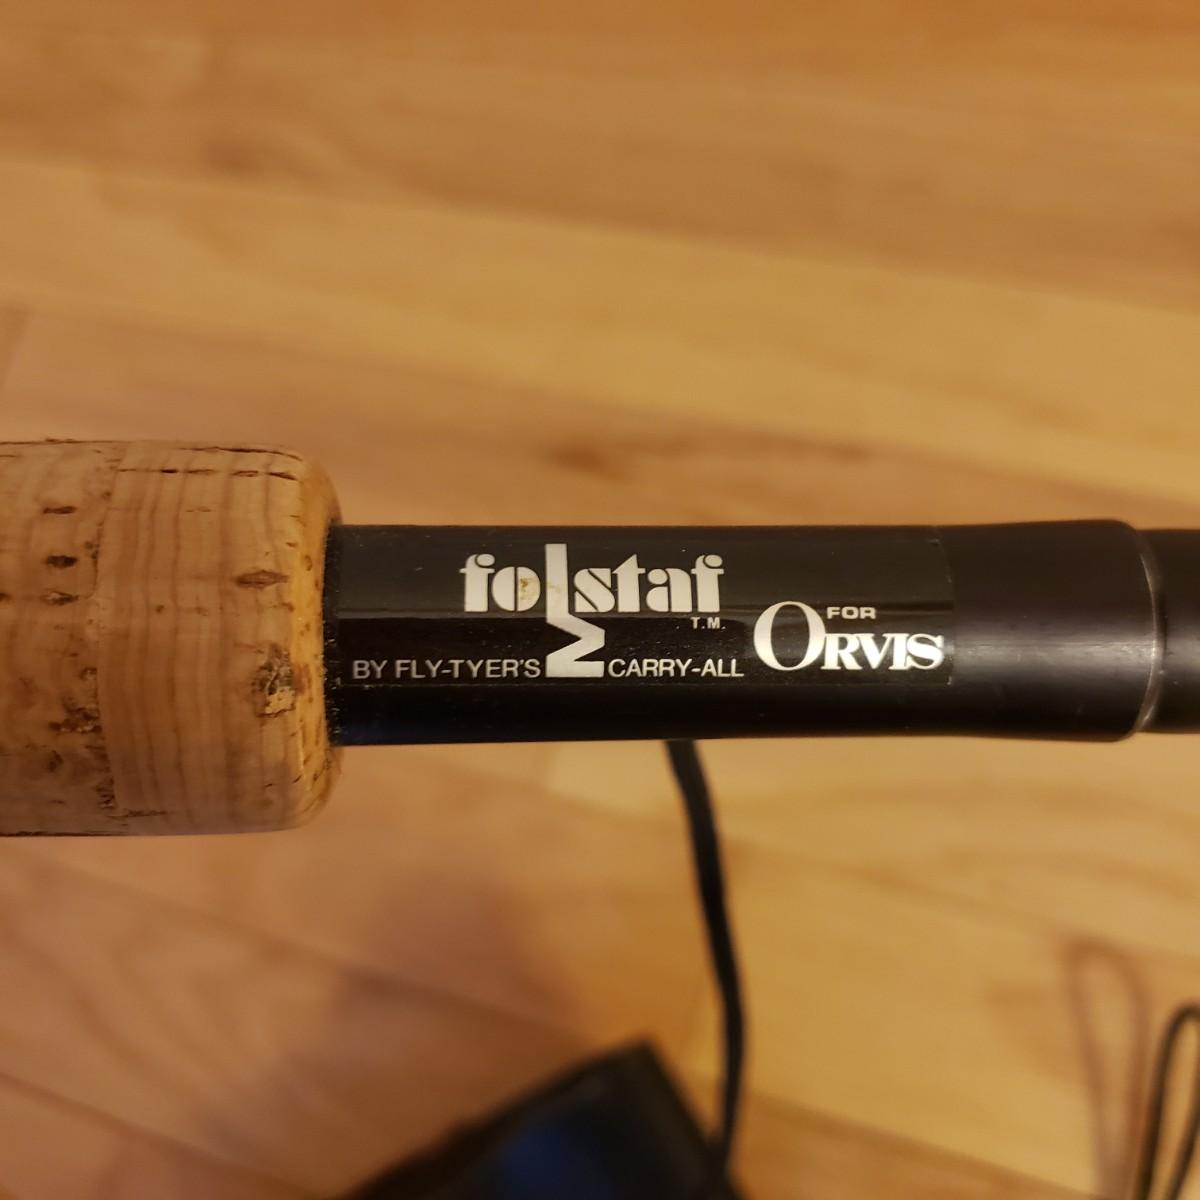 folstaf
T.M.
BY FLY-TYER'S CARRY-ALL
FOR
ORVIS